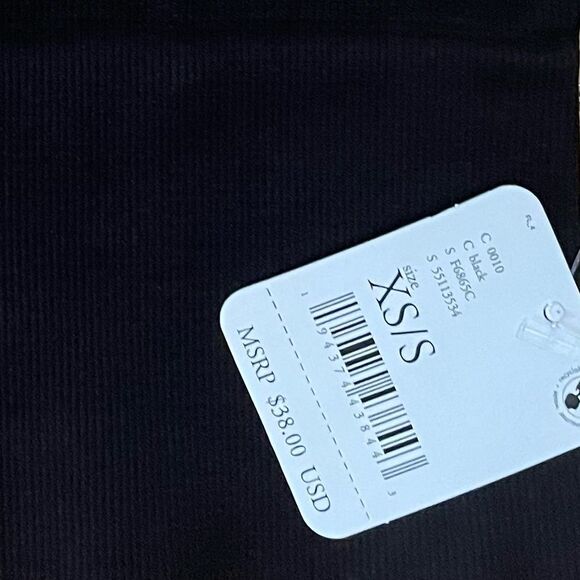 C 0010
C black
S F6865C
S 55113534
size
XS/S
1 94374 43844 3
MSRP $38.00 USD